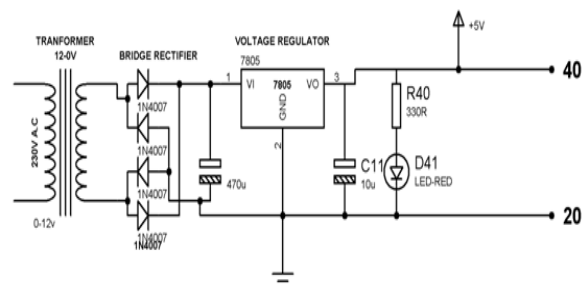 TRANFORMER
12-0V
BRIDGE RECTIFIER
VOLTAGE REGULATOR
7805
+5V
1N4007
1
VI
7805
VO
3
GND
2
40
R40
330R
230V A.C
1N4007
1N4007
470u
C11
10u
D41
LED-RED
0-12v
1N4007
1N4007
20